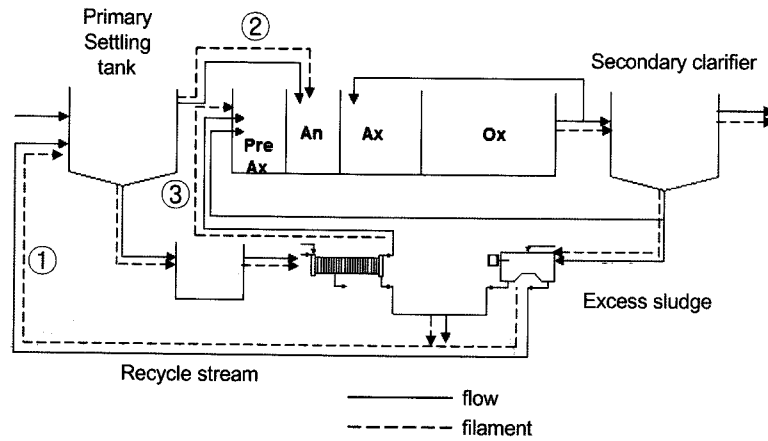 Primary
Settling
tank
②
Secondary clarifier
Pre
Ax
An
Ax
Ox
③
①
Excess sludge
Recycle stream
flow
filament